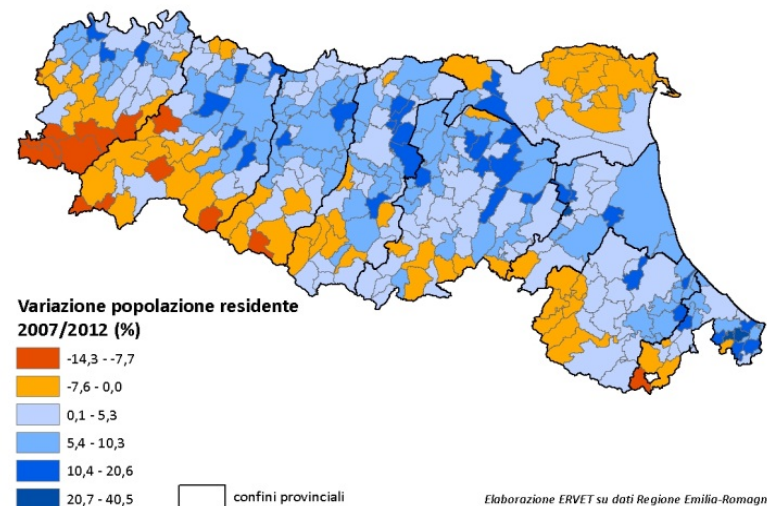 Variazione popolazione residente
2007/2012 (%)
-14,3 - -7,7
-7,6 - 0,0
0,1 - 5,3
5,4 - 10,3
10,4 - 20,6
20,7 - 40,5
confini provinciali
Elaborazione ERVET su dati Regione Emilia-Romagn